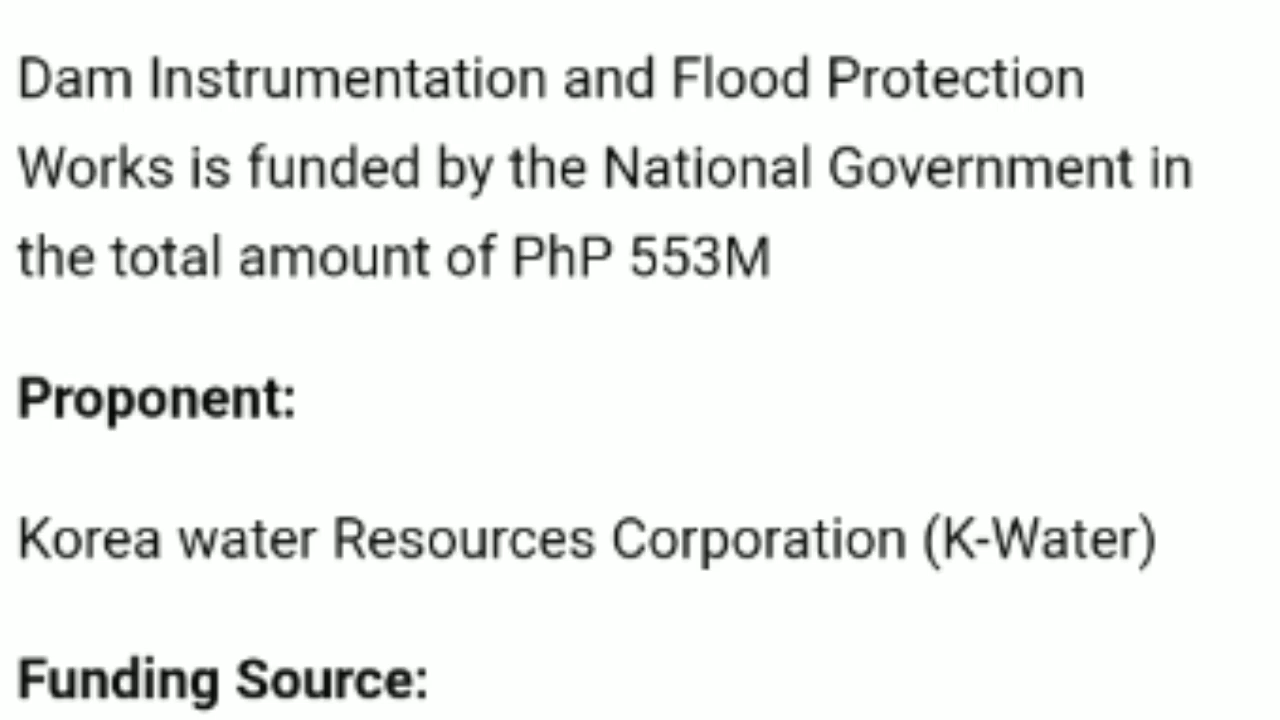 Dam Instrumentation and Flood Protection
Works is funded by the National Government in
the total amount of PhP 553M
Proponent:
Korea water Resources Corporation (K-Water)
Funding Source: